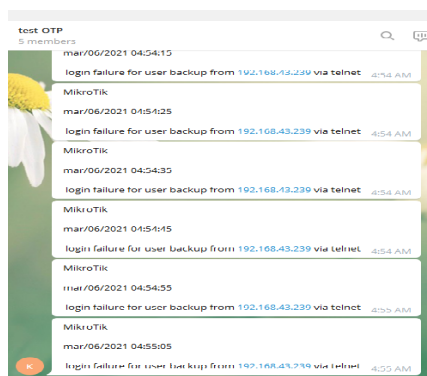 test OTP
5 members
mar/06/2021 04:54:15
login failure for user backup from 192.168.43.239 via telnet 4:54 AM
MikroTik
mar/06/2021 04:54:25
login failure for user backup from 192.168.43.239 via telnet 4:54 AM
MikroTik
mar/06/2021 04:54:35
login failure for user backup from 192.168.43.239 via telnet 4:54 AM
MikroTik
mar/06/2021 04:54:45
login failure for user backup from 192.168.43.239 via telnet 4:54 AM
MikroTik
mar/06/2021 04:54:55
login failure for user backup from 192.168.43.239 via telnet 4:55 AM
MikroTik
mar/06/2021 04:55:05
login failure for user backup from 192.168.43.239 via telnet 4:55 AM
K